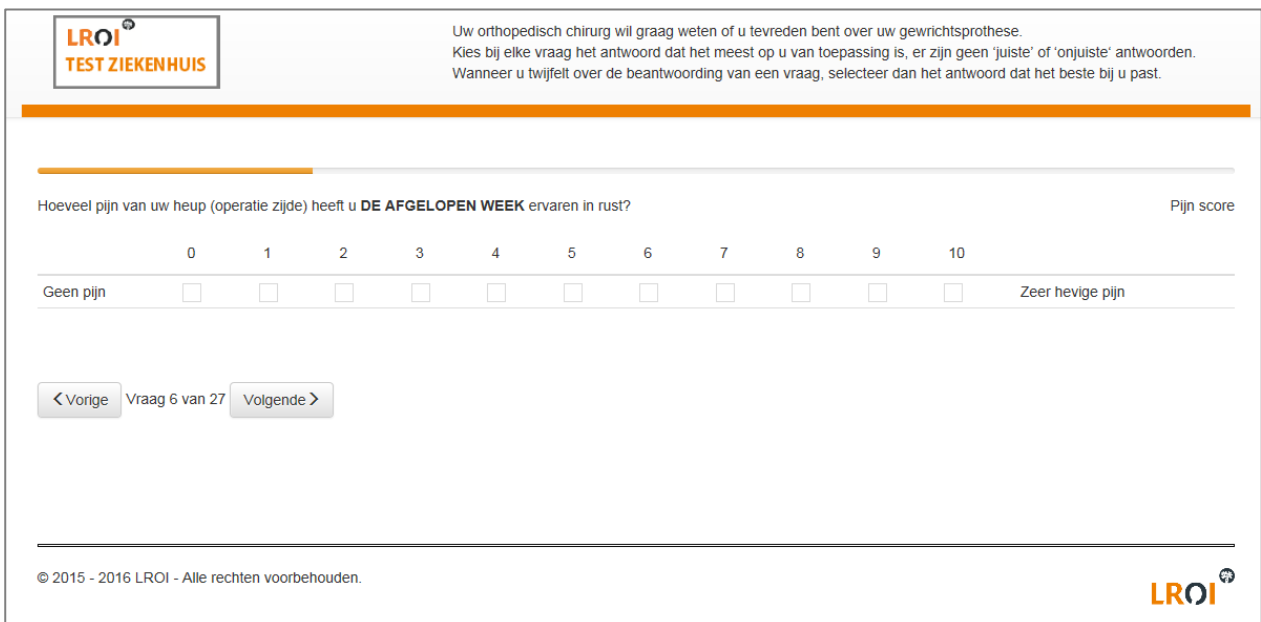 LROI
TEST ZIEKENHUIS
Uw orthopedisch chirurg wil graag weten of u tevreden bent over uw gewrichtsprothese.
Kies bij elke vraag het antwoord dat het meest op u van toepassing is, er zijn geen ‘juiste’ of ‘onjuiste‘ antwoorden.
Wanneer u twijfelt over de beantwoording van een vraag, selecteer dan het antwoord dat het beste bij u past.
Hoeveel pijn van uw heup (operatie zijde) heeft u DE AFGELOPEN WEEK ervaren in rust? Pijn score
0 1 2 3 4 5 6 7 8 9 10
Geen pijn Zeer hevige pijn
Vorige Vraag 6 van 27 Volgende
© 2015 - 2016 LROI - Alle rechten voorbehouden.
LROI